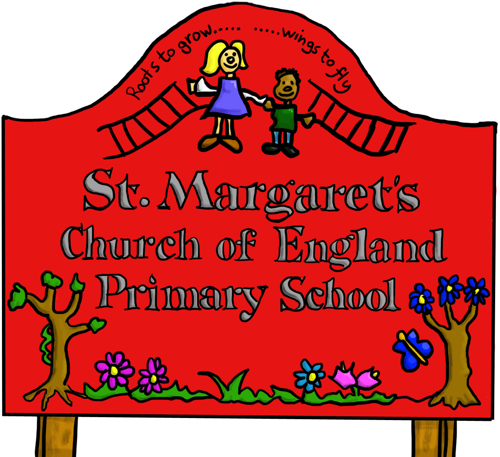 Roots to grow..... .....wings to fly
St. Margaret's
Church of England
Primary School